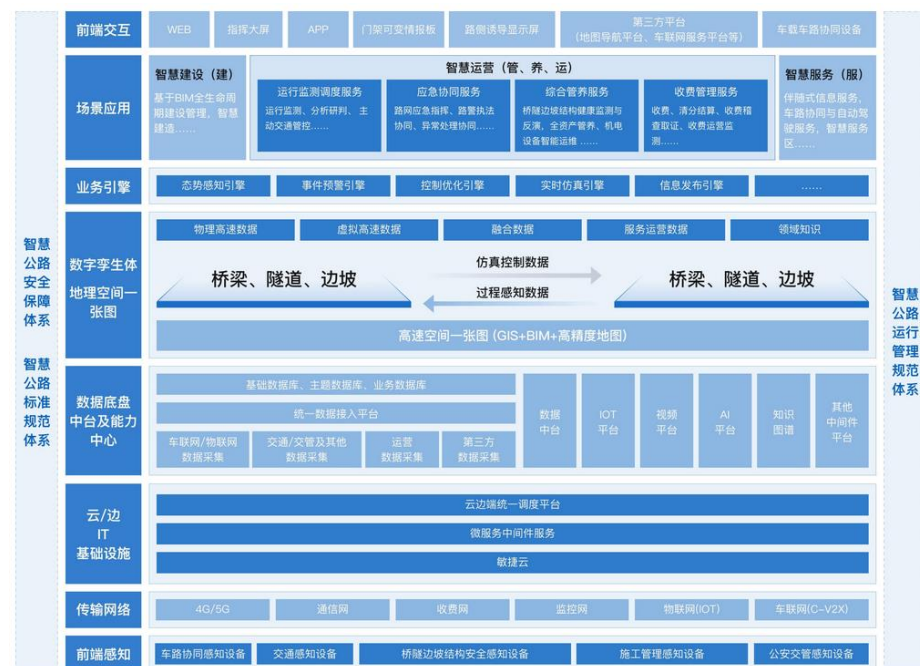 前端交互
WEB
指挥大屏
APP
门架可变情报板
路侧诱导显示屏
第三方平台
(地图导航平台、车联网服务平台等)
车载车路协同设备
场景应用
智慧建设（建）
基于BIM全生命周
期建设管理，智慧
建造......
智慧运营（管、养、运）
运行监测调度服务
运行监测、分析研判、主
动交通管控......
应急协同服务
路网应急指挥、路警执法
协同、异常处理协同......
综合管养服务
桥隧边坡结构健康监测与
反演，全资产管养、机电
设备智能运维 ......
收费管理服务
收费、清分结算、收费稽
查取证、收费运营监
测......
智慧服务（服）
伴随式信息服务，
车路协同与自动驾
驶服务，智慧服务
区......
业务引擎
态势感知引擎
事件预警引擎
控制优化引擎
实时仿真引擎
信息发布引擎
......
数字孪生体
地理空间一
张图
物理高速数据
虚拟高速数据
融合数据
服务运营数据
领域知识
桥梁、隧道、边坡
仿真控制数据
过程感知数据
桥梁、隧道、边坡
高速空间一张图 (GIS+BIM+高精度地图)
数据底盘
中台及能力
中心
基础数据库、主题数据库、业务数据库
统一数据接入平台
车联网/物联网
数据采集
交通/交管及其他
数据采集
运营
数据采集
第三方
数据采集
数据
中台
IOT
平台
视频
平台
AI
平台
知识
图谱
其他
中间件
平台
云/边
IT
基础设施
云边端统一调度平台
微服务中间件服务
敏捷云
传输网络
4G/5G
通信网
收费网
监控网
物联网(IOT)
车联网(C-V2X)
前端感知
车路协同感知设备
交通感知设备
桥隧边坡结构安全感知设备
施工管理感知设备
公安交管感知设备
智慧
公路
安全
保障
体系
智慧
公路
标准
规范
体系
智慧
公路
运行
管理
规范
体系